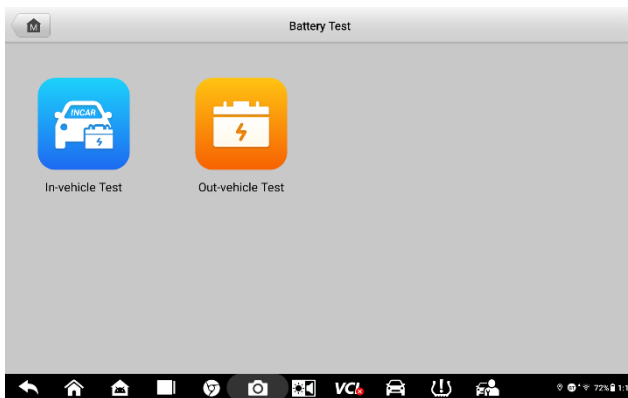 M
Battery Test
INCAR
In-vehicle Test
Out-vehicle Test
VCI
72%